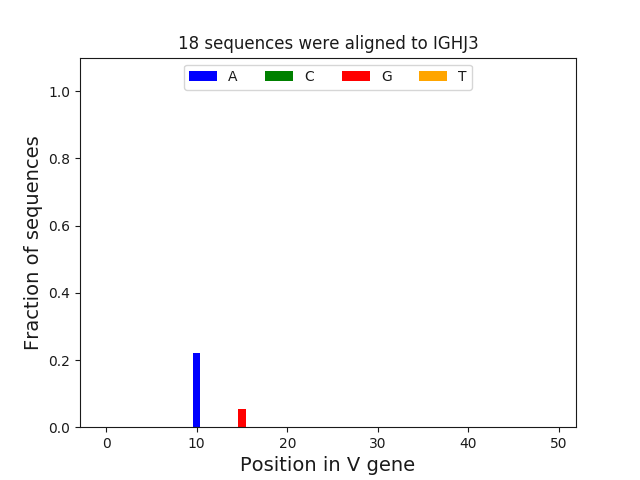 18 sequences were aligned to IGHJ3
A C G T
1.0
0.8
0.6
0.4
0.2
0.0
Fraction of sequences
0 10 20 30 40 50
Position in V gene